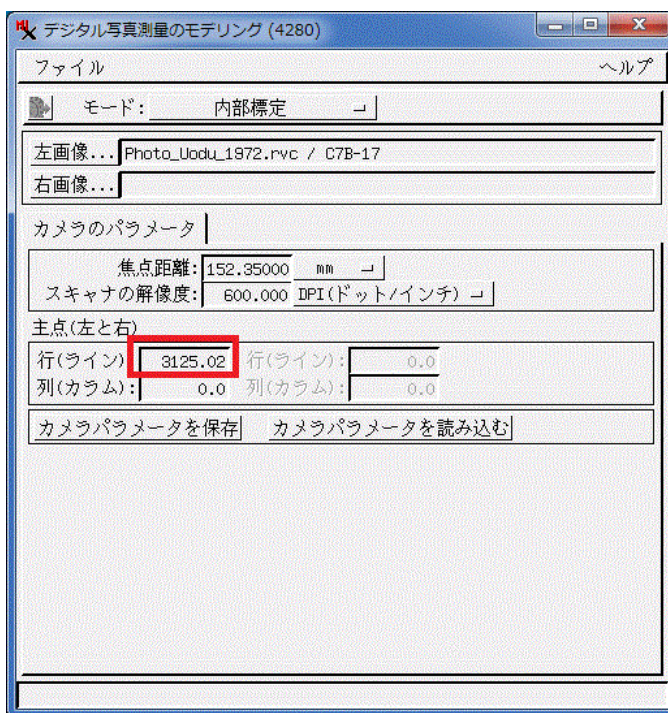 デジタル写真測量のモデリング (4280)
ファイル ヘルプ
モード: 内部標定
左画像... Photo_Uodu_1972.rvc / C7B-17
右画像...
カメラのパラメータ
焦点距離: 152.35000 mm
スキャナの解像度: 600.000 DPI(ドット/インチ)
主点(左と右)
行(ライン) 3125.02 行(ライン): 0.0
列(カラム): 0.0 列(カラム): 0.0
カメラパラメータを保存 カメラパラメータを読み込む